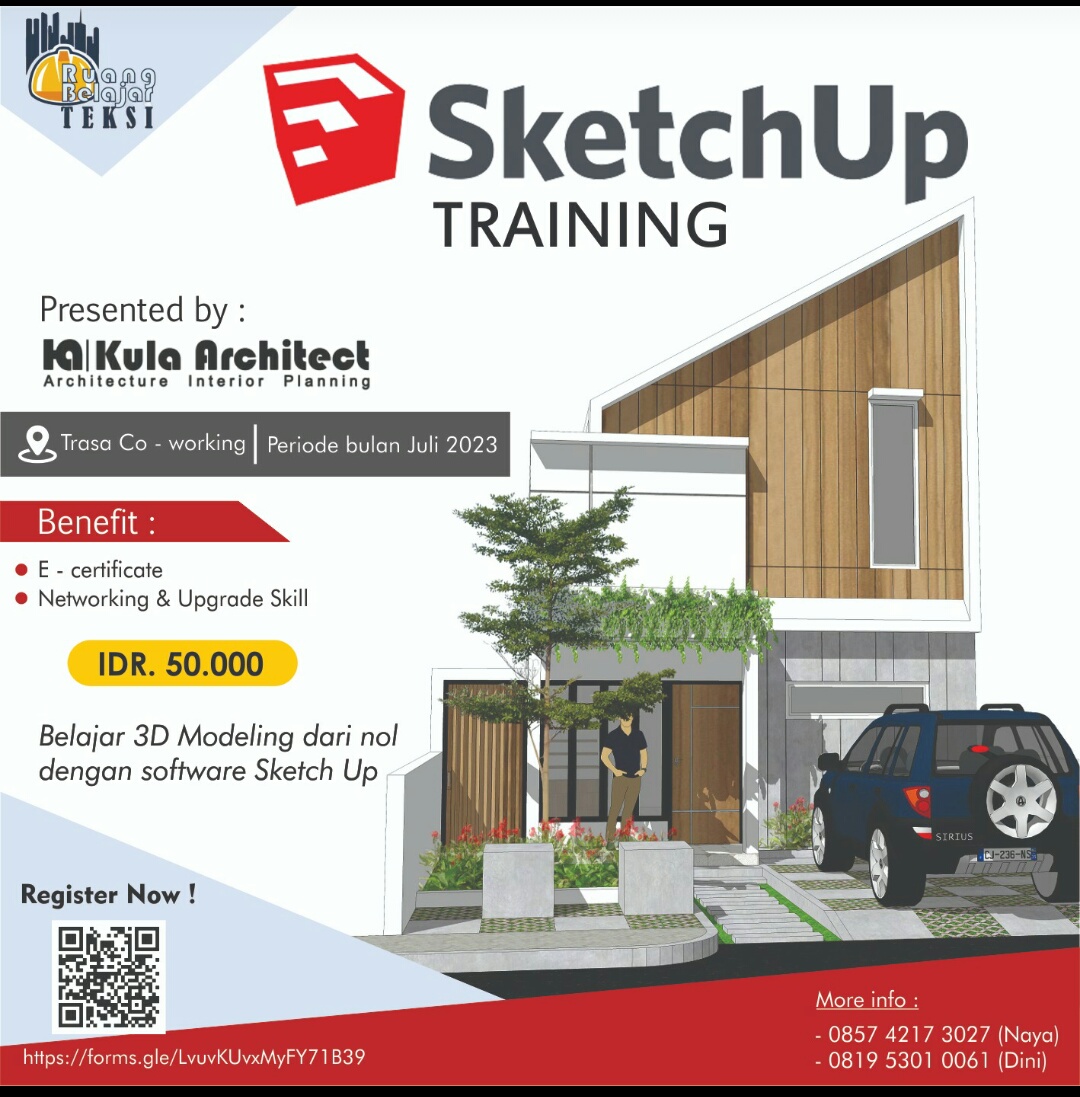 Ruang
Belajar
TEKSI
SketchUp
TRAINING
Presented by :
KA Kula Architect
Architecture Interior Planning
Trasa Co - working | Periode bulan Juli 2023
Benefit :
E - certificate
Networking & Upgrade Skill
IDR. 50.000
Belajar 3D Modeling dari nol
dengan software Sketch Up
SIRIUS
CJ-236-NS
Register Now !
https://forms.gle/LvuvKUvxMyFY71B39
More info :
- 0857 4217 3027 (Naya)
- 0819 5301 0061 (Dini)